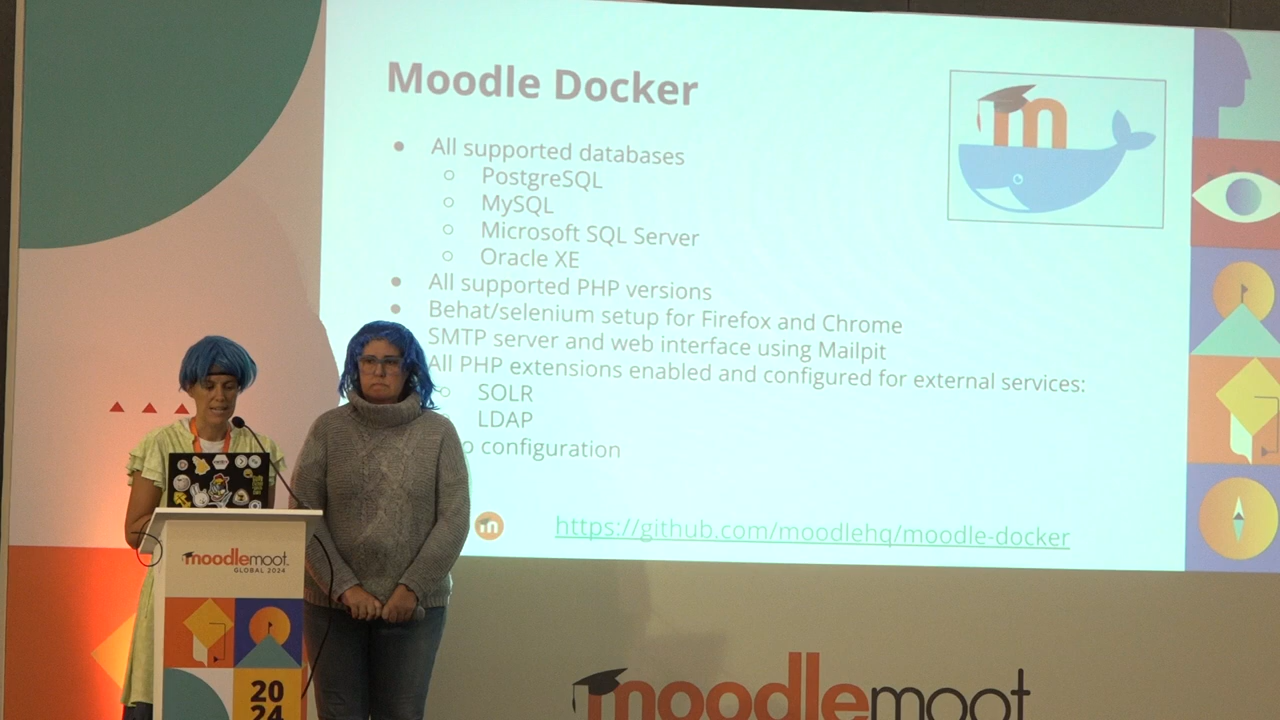 Moodle Docker
m
All supported databases
PostgreSQL
MySQL
Microsoft SQL Server
Oracle XE
All supported PHP versions
Behat/selenium setup for Firefox and Chrome
SMTP server and web interface using Mailpit
All PHP extensions enabled and configured for external services:
SOLR
LDAP
o configuration
m
https://github.com/moodlehq/moodle-docker
moodlemoot
GLOBAL 2024
20
24
moodlemoot